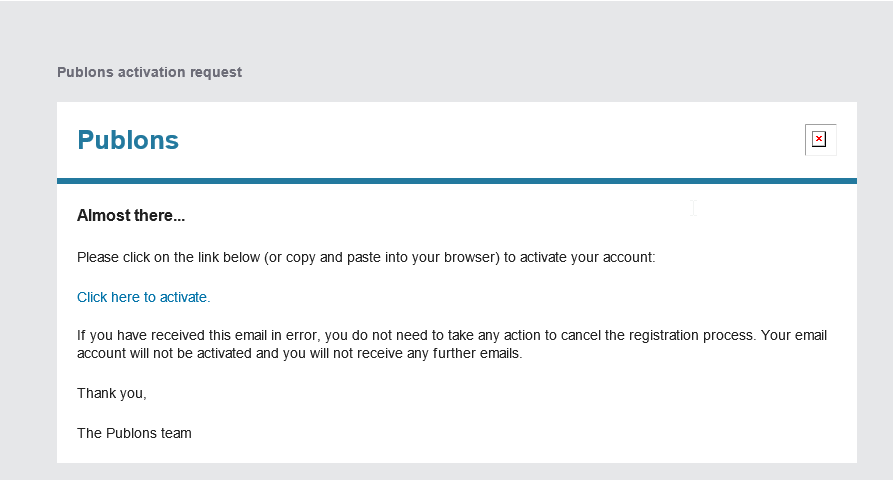 Publons activation request
Publons
Almost there...
Please click on the link below (or copy and paste into your browser) to activate your account:
Click here to activate.
If you have received this email in error, you do not need to take any action to cancel the registration process. Your email
account will not be activated and you will not receive any further emails.
Thank you,
The Publons team